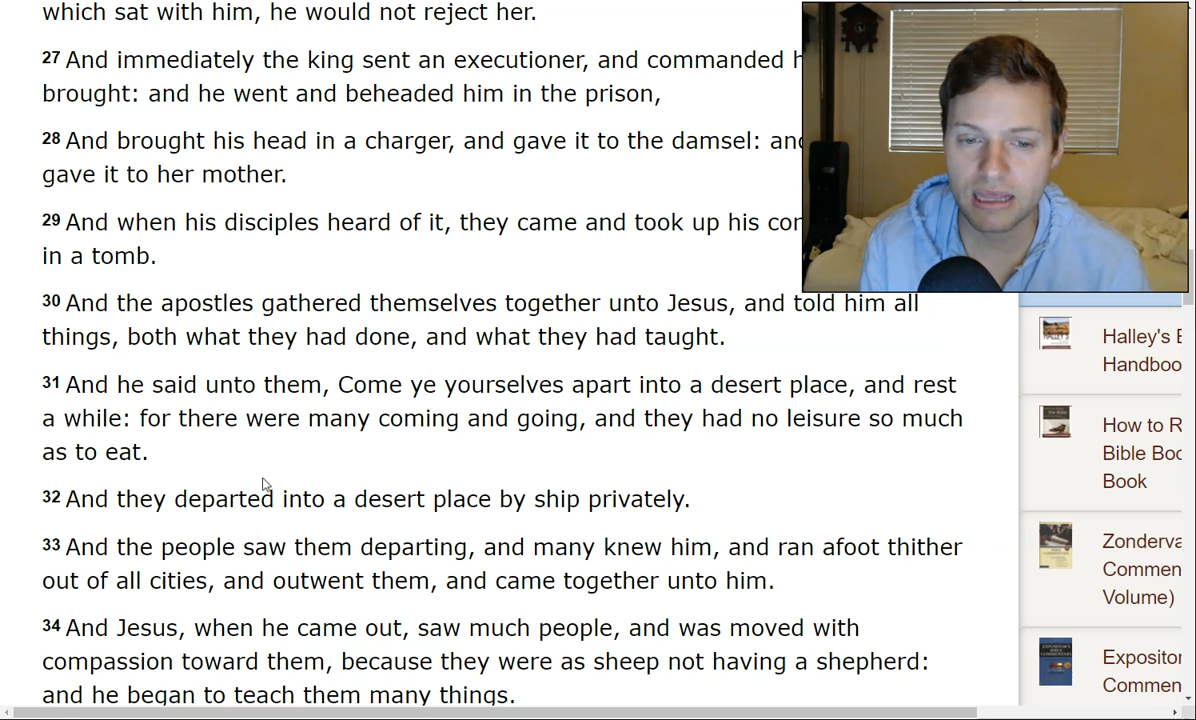 which sat with him, he would not reject her.
27 And immediately the king sent an executioner, and commanded
brought: and he went and beheaded him in the prison,
28 And brought his head in a charger, and gave it to the damsel:
gave it to her mother.
29 And when his disciples heard of it, they came and took up his
in a tomb.
30 And the apostles gathered themselves together unto Jesus, and told him all
things, both what they had done, and what they had taught.
31 And he said unto them, Come ye yourselves apart into a desert place, and rest
a while: for there were many coming and going, and they had no leisure so much
as to eat.
32 And they departed into a desert place by ship privately.
33 And the people saw them departing, and many knew him, and ran afoot thither
out of all cities, and outwent them, and came together unto him.
34 And Jesus, when he came out, saw much people, and was moved with
compassion toward them, because they were as sheep not having a shepherd:
and he began to teach them many things.
Halley's
How to
Book